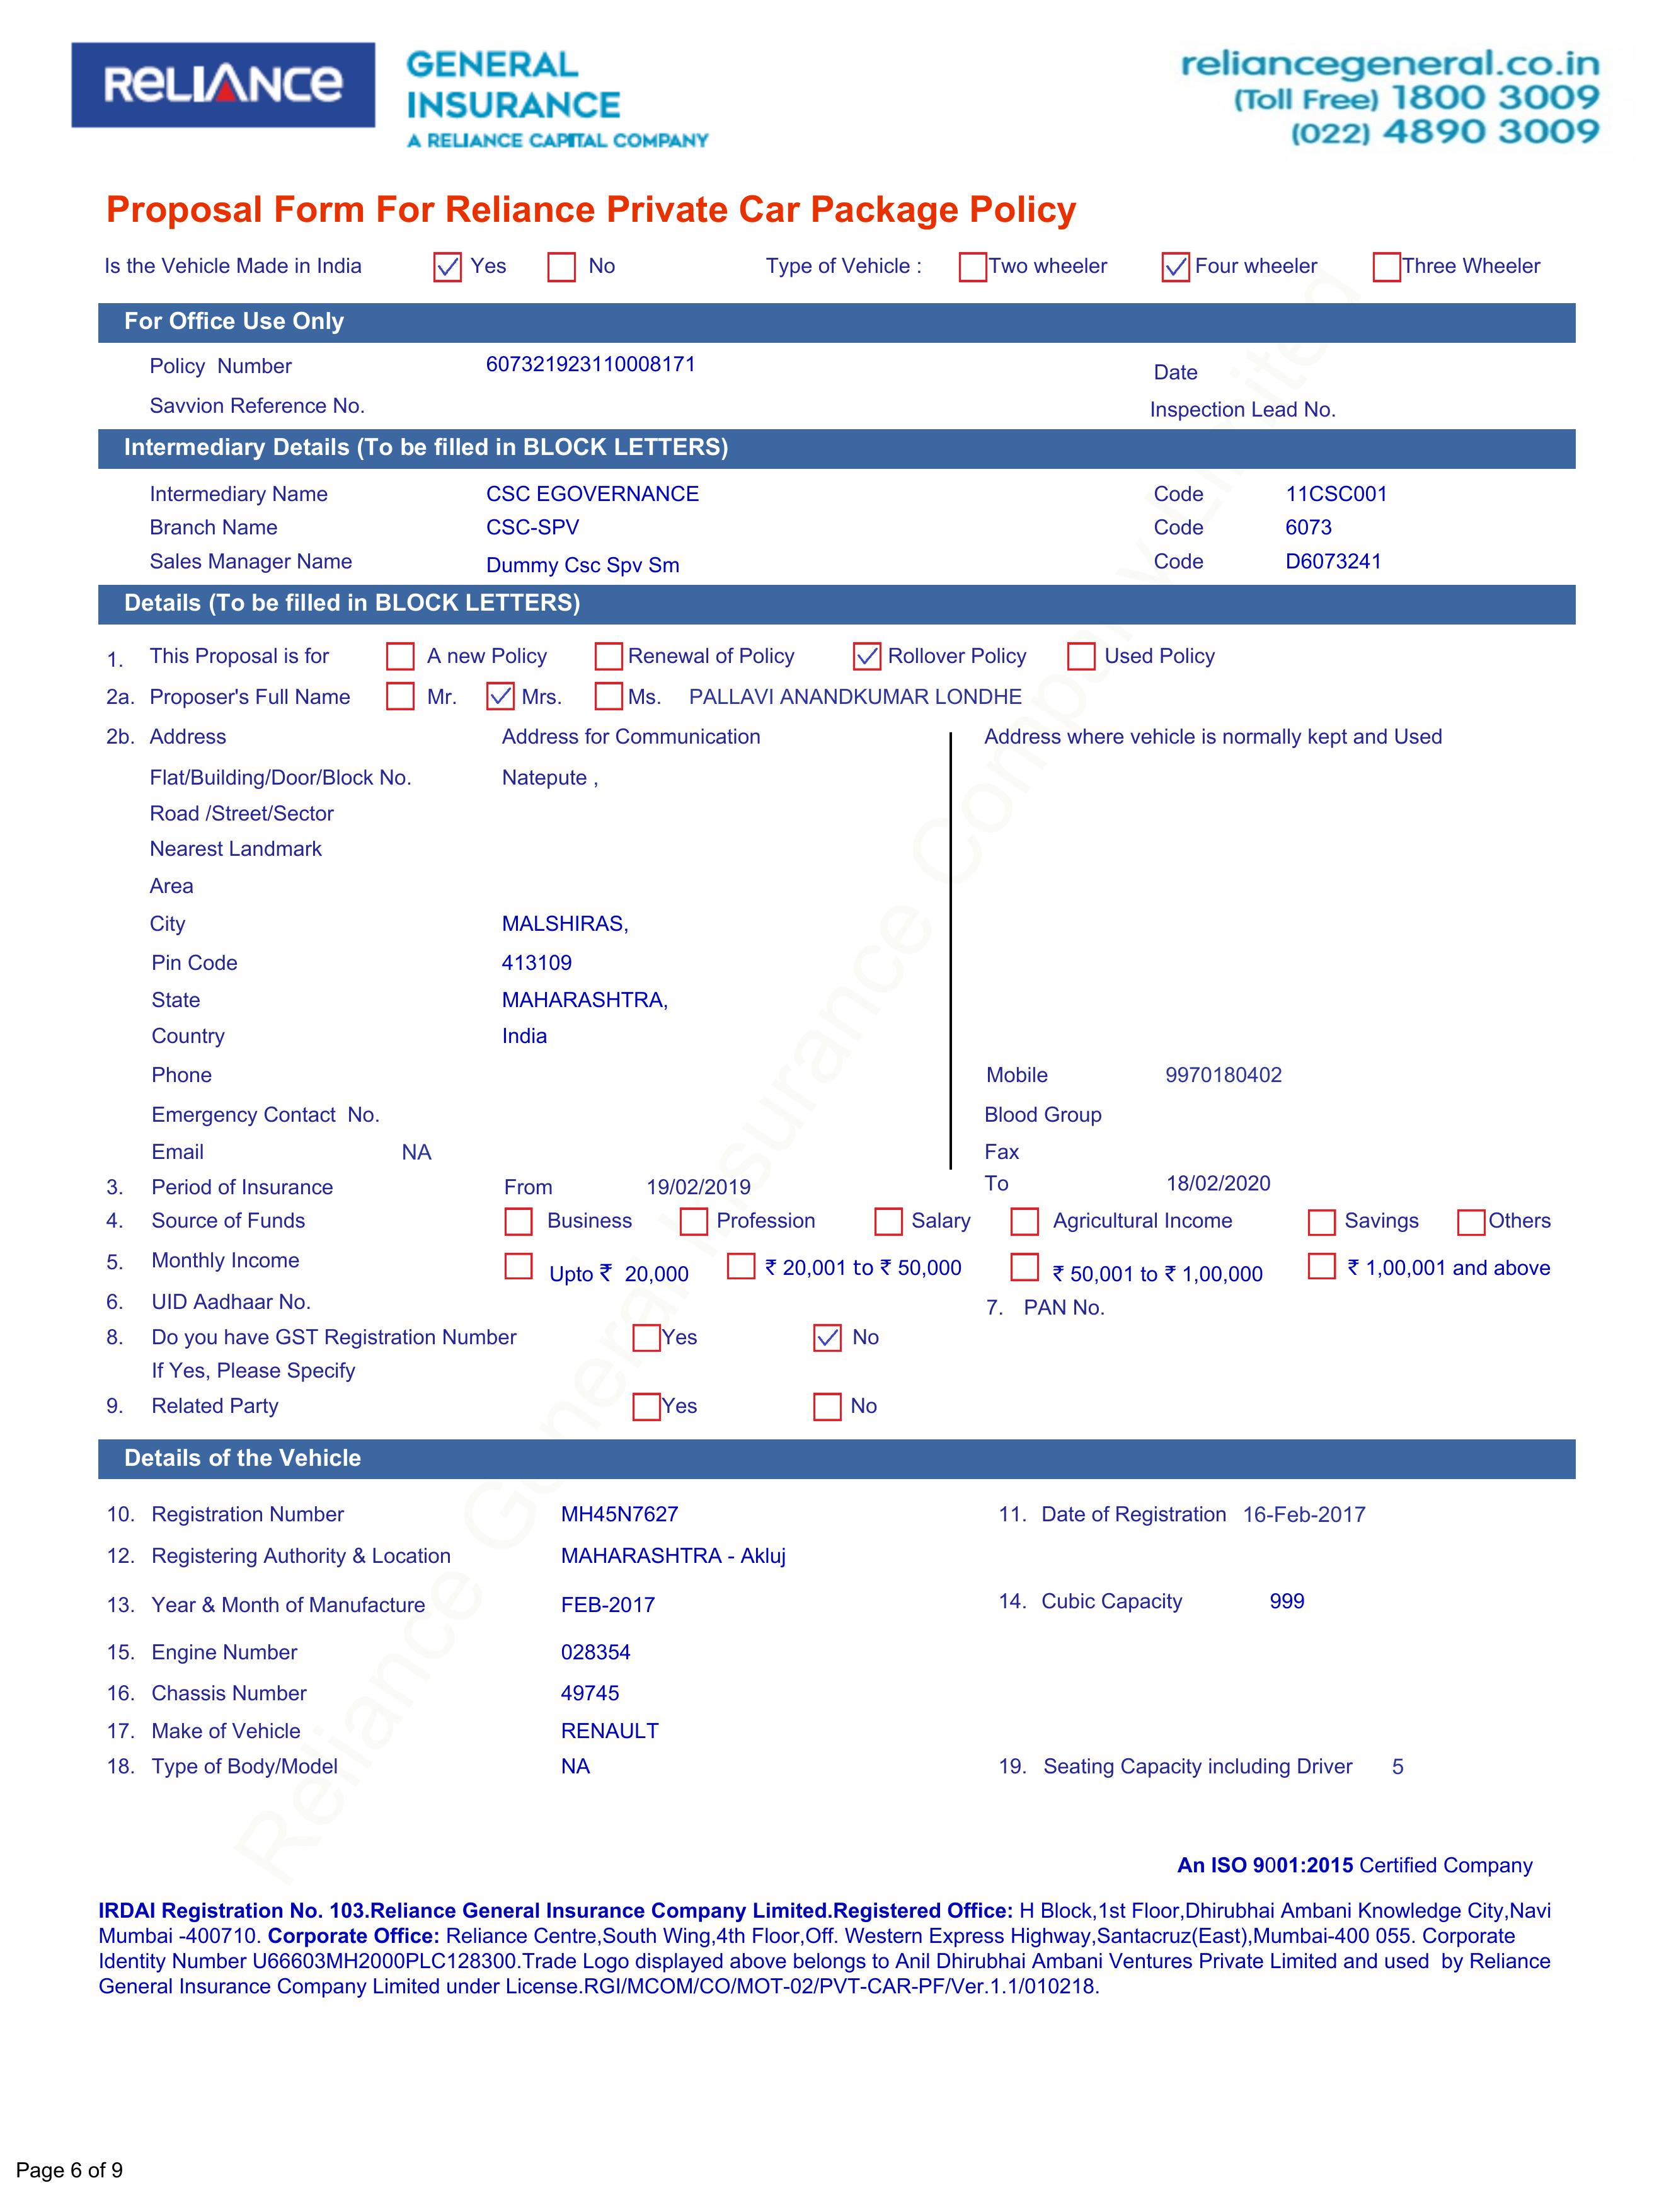 RELIANCE
GENERAL
INSURANCE
A RELIANCE CAPITAL COMPANY
reliancegeneral.co.in
(Toll Free) 1800 3009
(022) 4890 3009
Proposal Form For Reliance Private Car Package Policy
Is the Vehicle Made in India Yes No Type of Vehicle : Two wheeler Four wheeler Three Wheeler
For Office Use Only
Policy Number 607321923110008171 Date
Savvion Reference No. Inspection Lead No.
Intermediary Details (To be filled in BLOCK LETTERS)
Intermediary Name CSC EGOVERNANCE Code 11CSC001
Branch Name CSC-SPV Code 6073
Sales Manager Name Dummy Csc Spv Sm Code D6073241
Details (To be filled in BLOCK LETTERS)
1. This Proposal is for A new Policy Renewal of Policy Rollover Policy Used Policy
2a. Proposer's Full Name Mr. Mrs. Ms. PALLAVI ANANDKUMAR LONDHE
2b. Address Address for Communication Address where vehicle is normally kept and Used
Flat/Building/Door/Block No. Natepute ,
Road /Street/Sector
Nearest Landmark
Area
City MALSHIRAS,
Pin Code 413109
State MAHARASHTRA,
Country India
Phone Mobile 9970180402
Emergency Contact No. Blood Group
Email NA Fax
3. Period of Insurance From 19/02/2019 To 18/02/2020
4. Source of Funds Business Profession Salary Agricultural Income Savings Others
5. Monthly Income Upto ₹ 20,000 ₹ 20,001 to ₹ 50,000 ₹ 50,001 to ₹ 1,00,000 ₹ 1,00,001 and above
6. UID Aadhaar No. 7. PAN No.
8. Do you have GST Registration Number Yes No
If Yes, Please Specify
9. Related Party Yes No
Details of the Vehicle
10. Registration Number MH45N7627 11. Date of Registration 16-Feb-2017
12. Registering Authority & Location MAHARASHTRA - Akluj
13. Year & Month of Manufacture FEB-2017 14. Cubic Capacity 999
15. Engine Number 028354
16. Chassis Number 49745
17. Make of Vehicle RENAULT
18. Type of Body/Model NA 19. Seating Capacity including Driver 5
Reliance General Insurance Company Limited
An ISO 9001:2015 Certified Company
IRDAI Registration No. 103.Reliance General Insurance Company Limited.Registered Office: H Block,1st Floor,Dhirubhai Ambani Knowledge City,Navi
Mumbai -400710. Corporate Office: Reliance Centre,South Wing,4th Floor,Off. Western Express Highway,Santacruz(East),Mumbai-400 055. Corporate
Identity Number U66603MH2000PLC128300.Trade Logo displayed above belongs to Anil Dhirubhai Ambani Ventures Private Limited and used by Reliance
General Insurance Company Limited under License.RGI/MCOM/CO/MOT-02/PVT-CAR-PF/Ver.1.1/010218.
Page 6 of 9